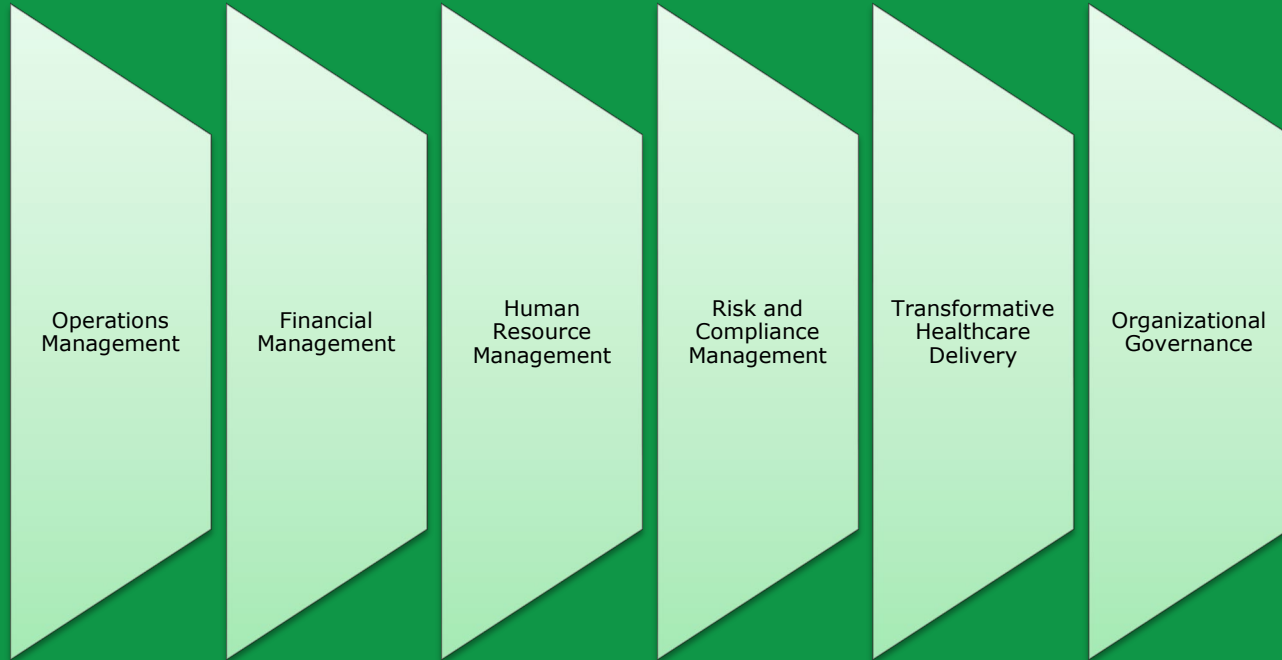 Operations
Management
Financial
Management
Human
Resource
Management
Risk and
Compliance
Management
Transformative
Healthcare
Delivery
Organizational
Governance